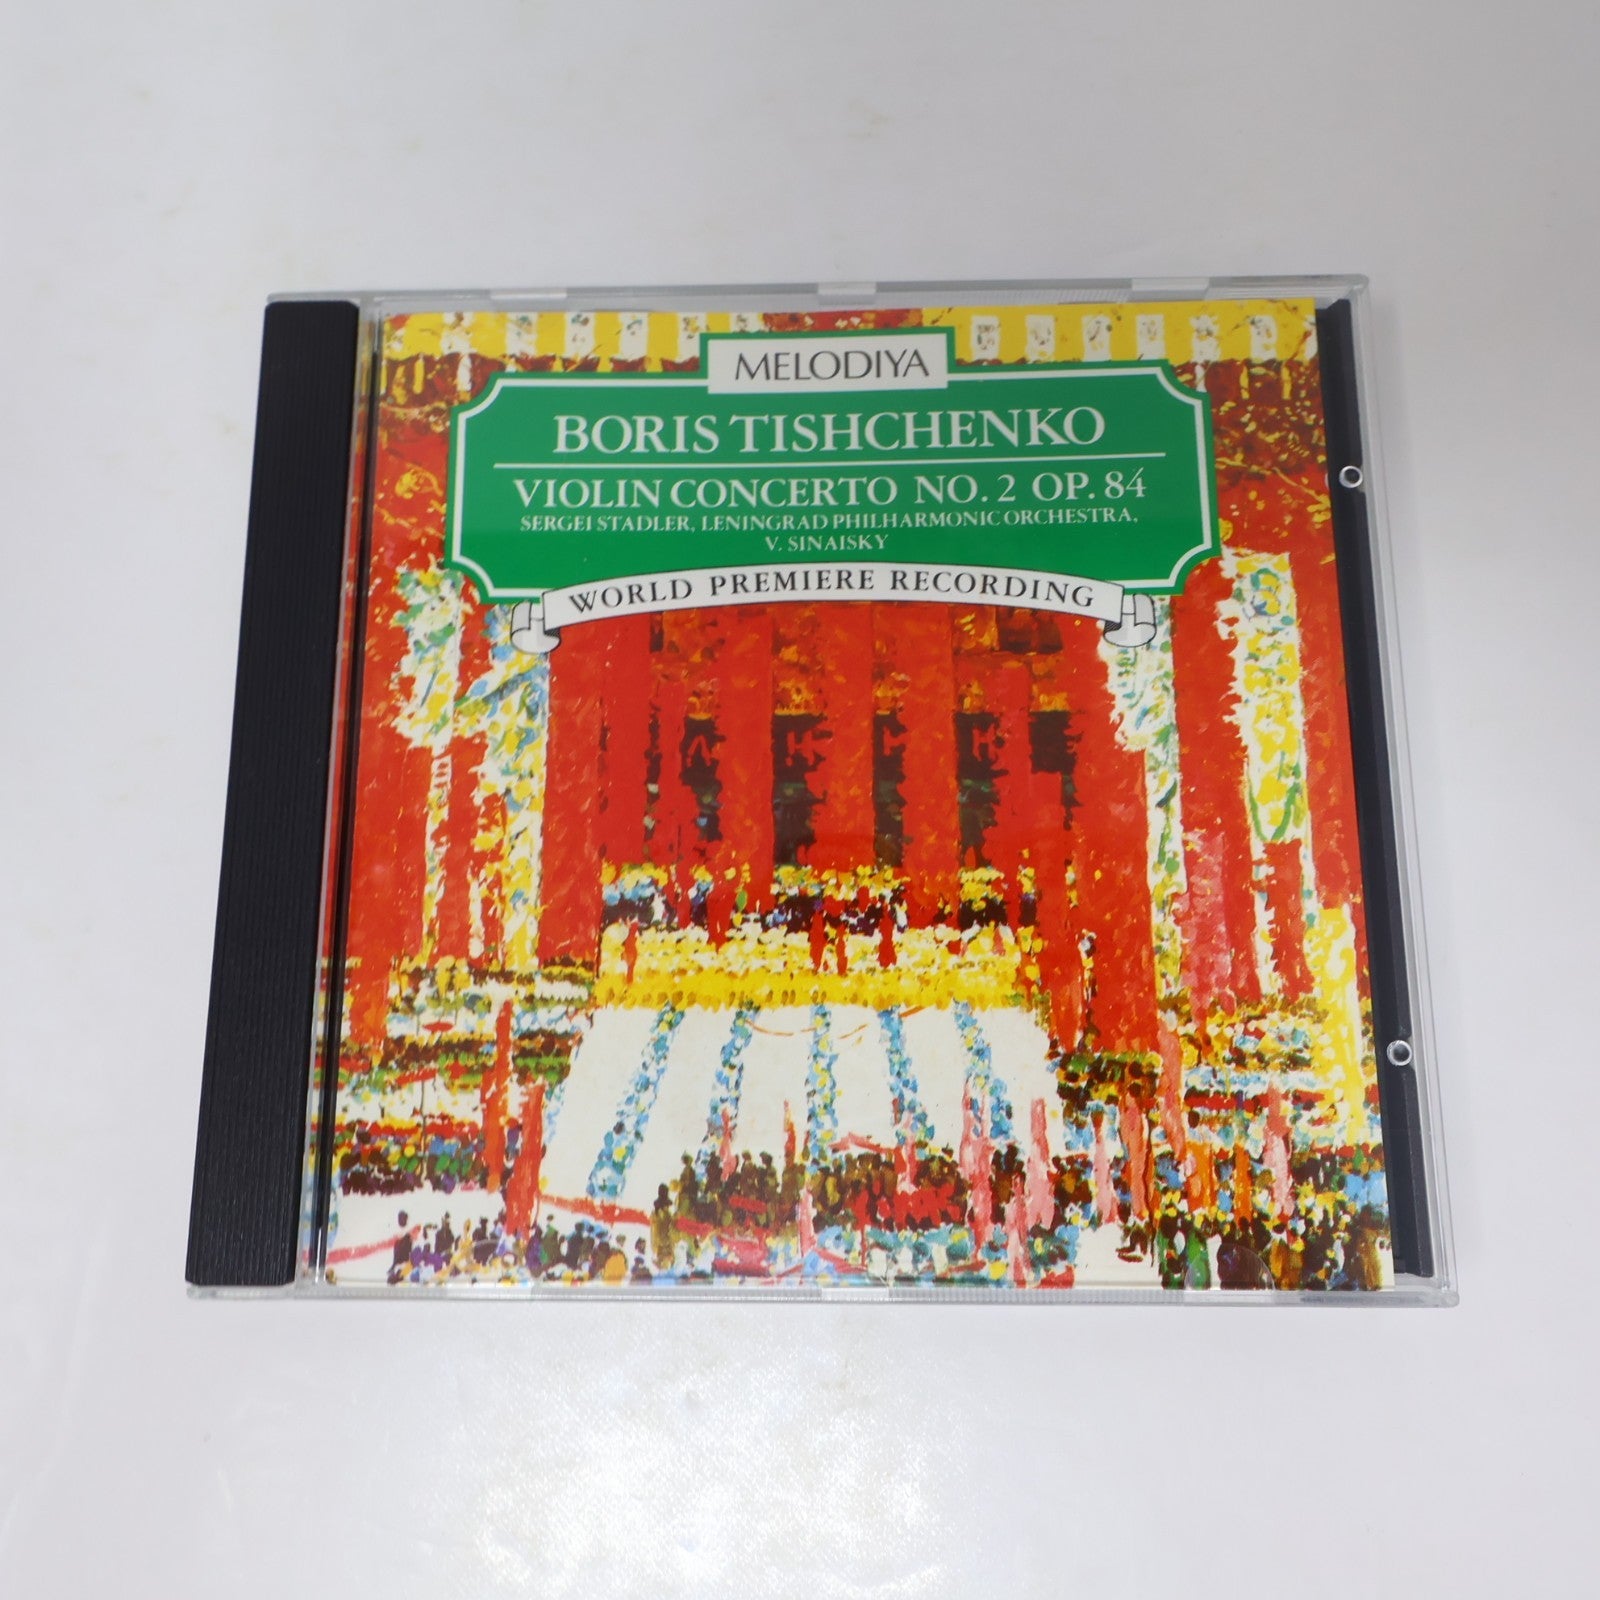 MELODIYA
BORIS TISHCHENKO
VIOLIN CONCERTO NO. 2 OP. 84
SERGEI STADLER, LENINGRAD PHILHARMONIC ORCHESTRA,
V. SINAISKY
WORLD PREMIERE RECORDING